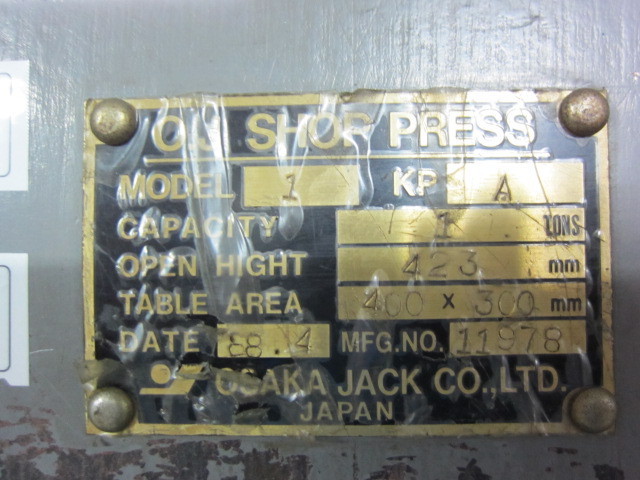 OJ SHOP PRESS
MODEL 1 KP A
CAPACITY 1 TONS
OPEN HIGHT 423 mm
TABLE AREA 400 x 300 mm
DATE '88.4 MFG.NO. 11978
OSAKA JACK CO.,LTD.
JAPAN